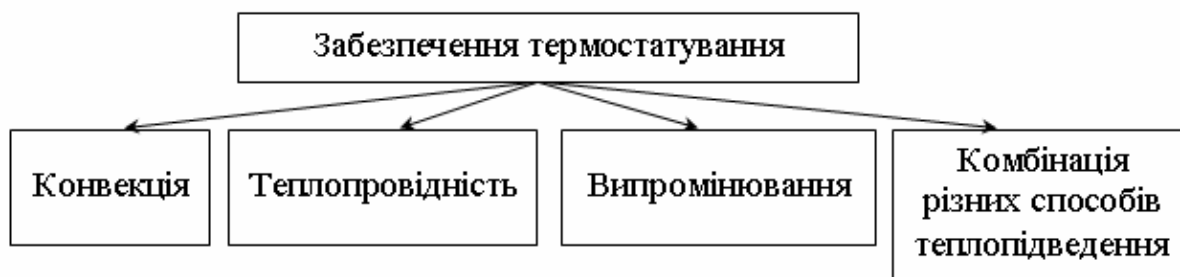 Забезпечення термостатування
Конвекція
Теплопровідність
Випромінювання
Комбінація
різних способів
теплопідведення